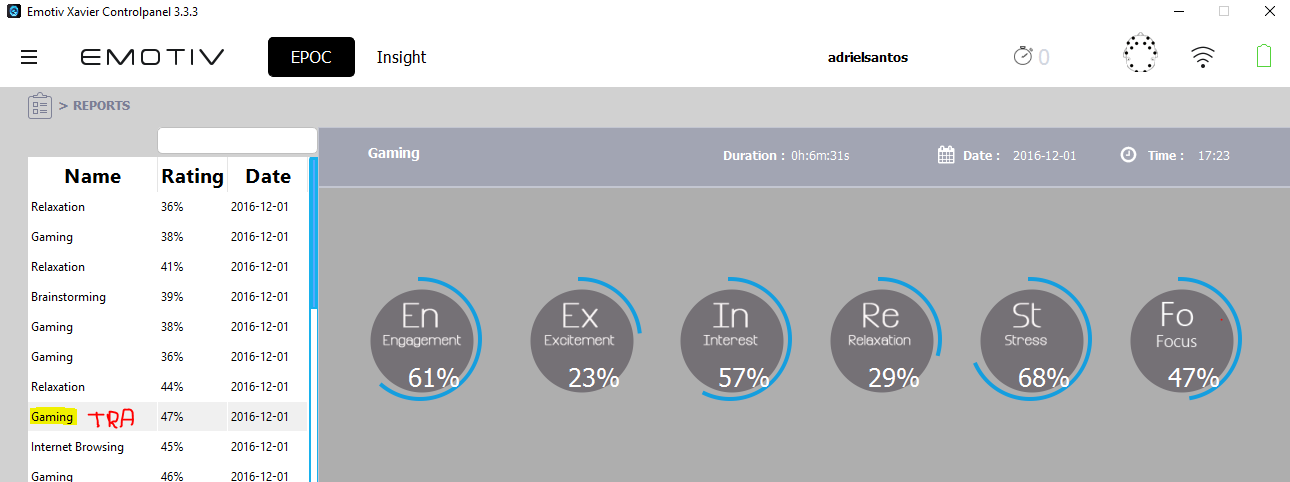 Emotiv Xavier Controlpanel 3.3.3
EMOTIV EPOC Insight adrielsantos 0
> REPORTS
Gaming Duration : 0h:6m:31s Date : 2016-12-01 Time : 17:23
Name Rating Date
Relaxation 36% 2016-12-01
Gaming 38% 2016-12-01
Relaxation 41% 2016-12-01
Brainstorming 39% 2016-12-01
Gaming 38% 2016-12-01
Gaming 36% 2016-12-01
Relaxation 44% 2016-12-01
Gaming TRA 47% 2016-12-01
Internet Browsing 45% 2016-12-01
Gaming 46% 2016-12-01
En Ex In Re St Fo
Engagement Excitement Interest Relaxation Stress Focus
61% 23% 57% 29% 68% 47%